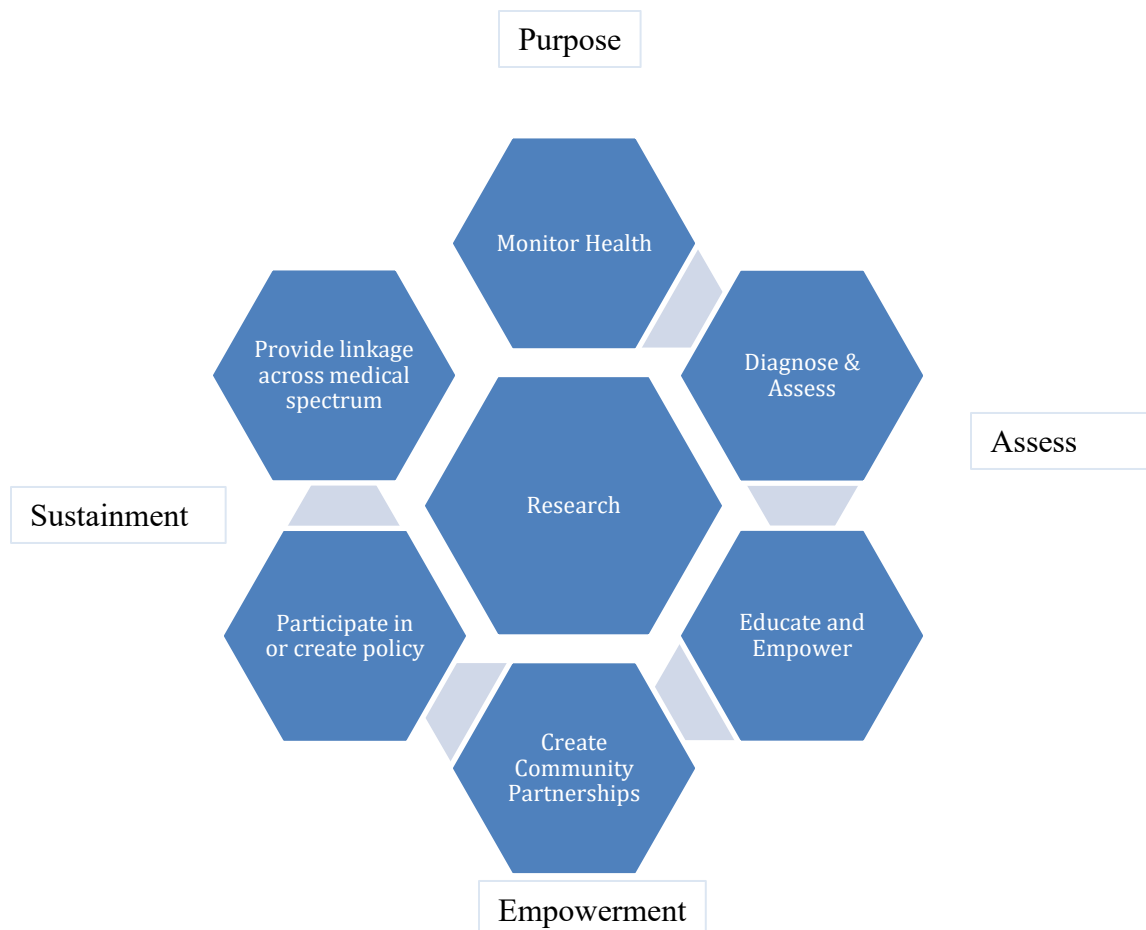 Purpose
Monitor Health
Provide linkage
across medical
spectrum
Diagnose &
Assess
Assess
Sustainment
Research
Participate in
or create policy
Educate and
Empower
Create
Community
Partnerships
Empowerment